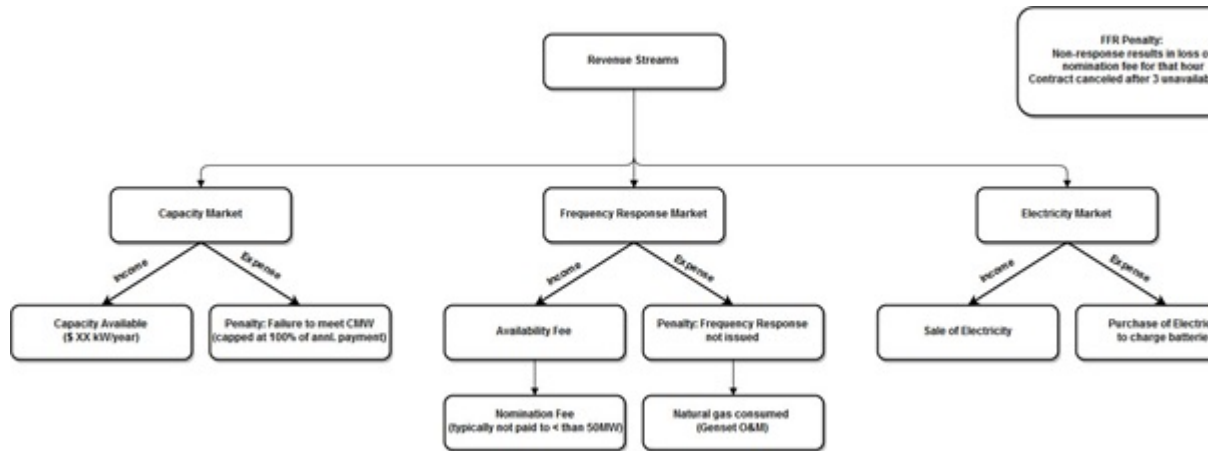 Revenue Streams
FFR Penalty:
Non-response results in loss o
nomination fee for that hour
Contract canceled after 3 unavailab
Capacity Market
Frequency Response Market
Electricity Market
Income
Expense
Income
Expense
Income
Expense
Capacity Available
($ XX kW/year)
Penalty: Failure to meet CMW
(capped at 100% of annl. payment)
Availability Fee
Penalty: Frequency Response
not issued
Sale of Electricity
Purchase of Electric
to charge batterie
Nomination Fee
(typically not paid to < than 50MW)
Natural gas consumed
(Genset O&M)